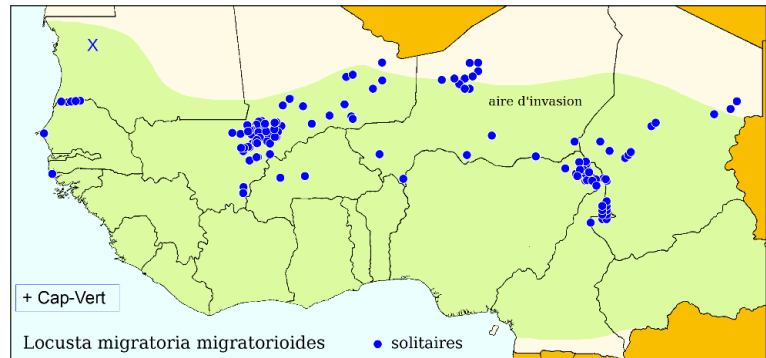 X
aire d'invasion
+ Cap-Vert
Locusta migratoria migratorioides
solitaires